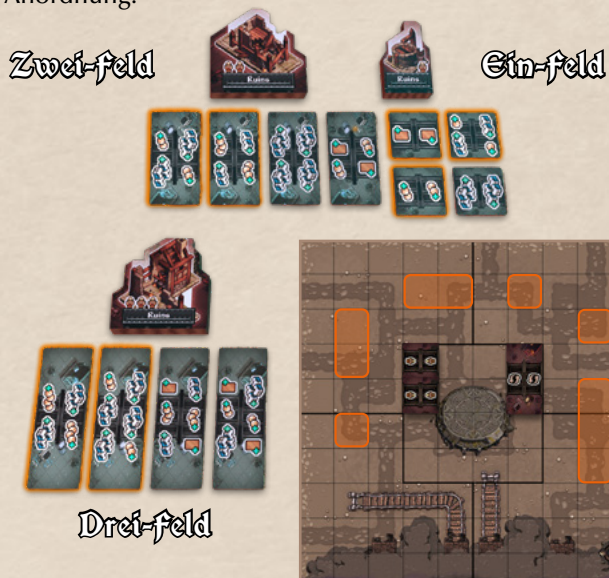 Anordnung.
Zwei-Feld
Ruins
Ruins
Ein-Feld
Ruins
Drei-Feld